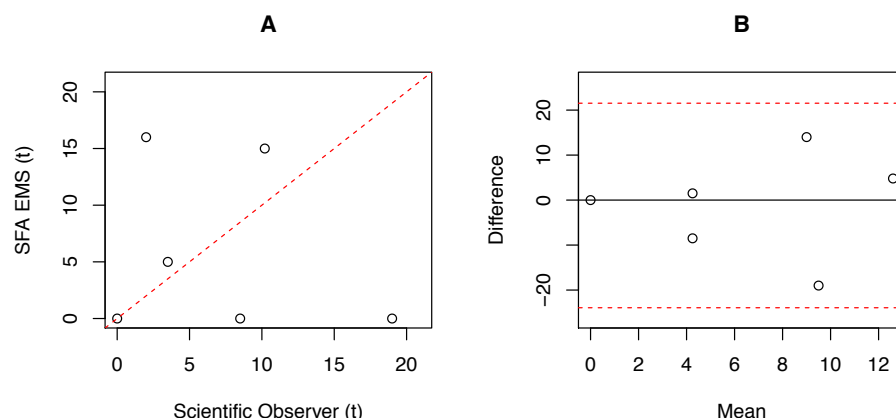 A
SFA EMS (t)
20
15
10
5
0
0 5 10 15 20
Scientific Observer (t)
B
Difference
20
10
0
−20
0 2 4 6 8 10 12
Mean